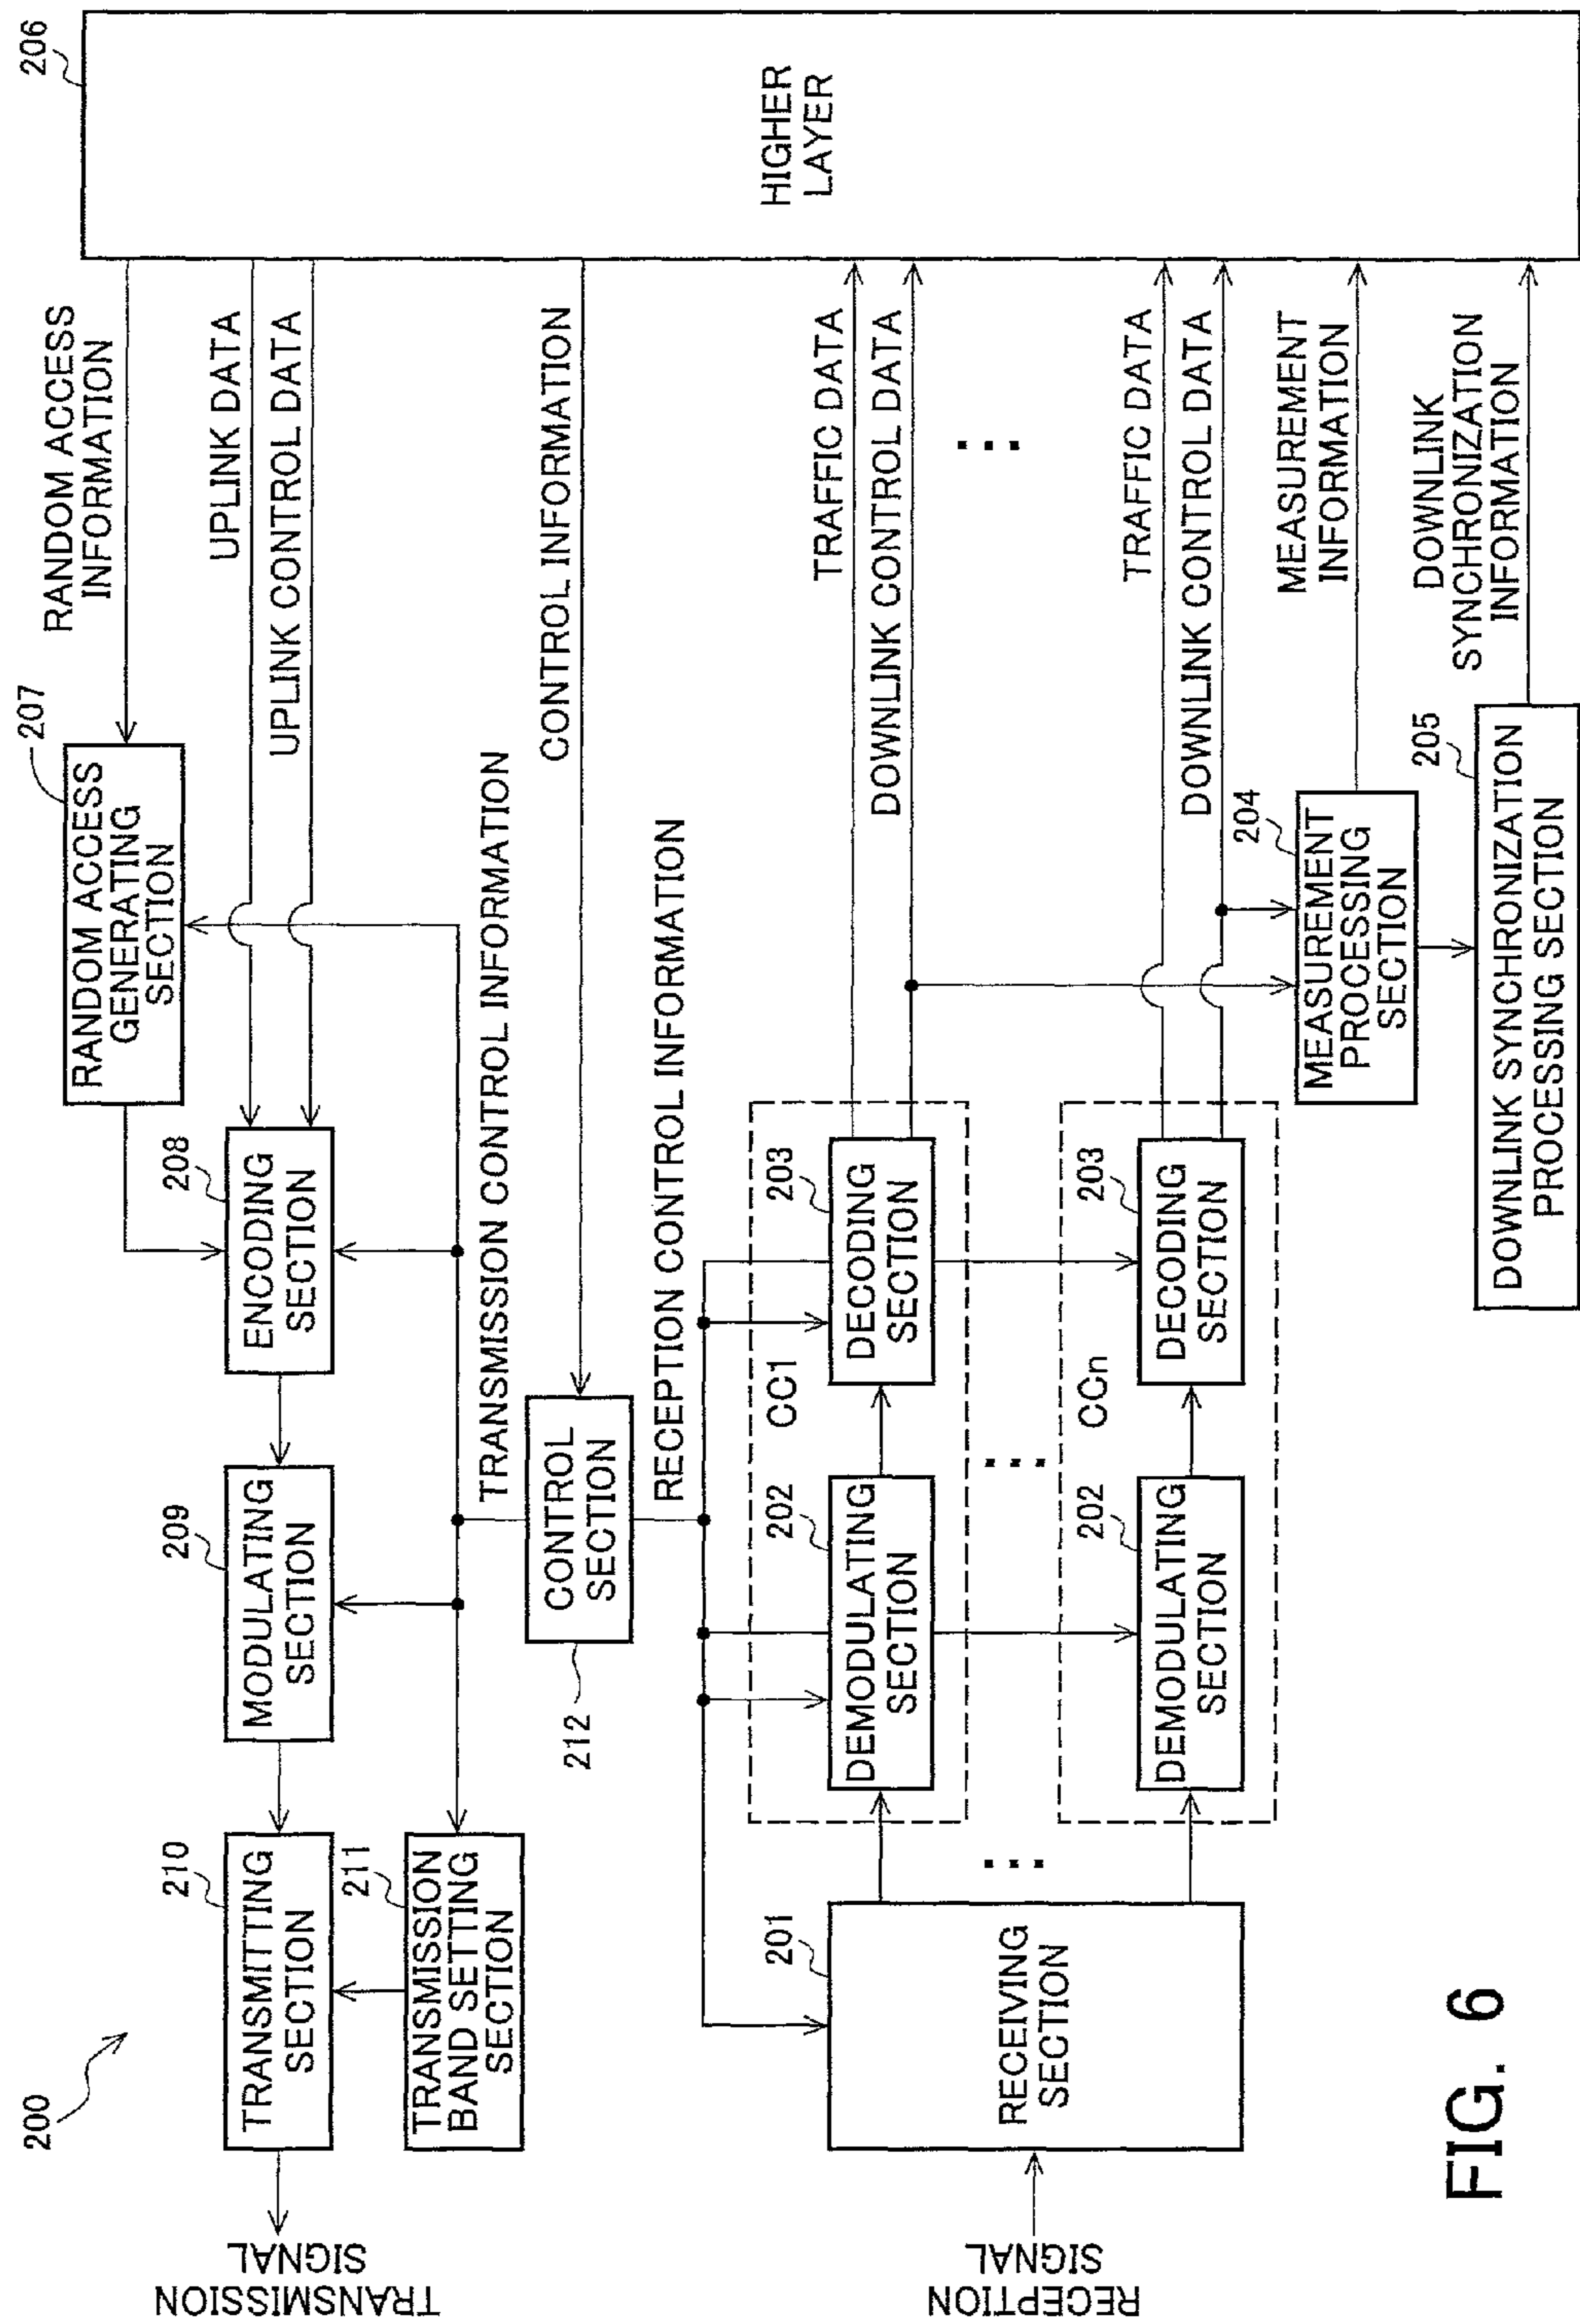 200
TRANSMISSION
SIGNAL
210
TRANSMITTING
SECTION
209
MODULATING
SECTION
208
ENCODING
SECTION
207
RANDOM ACCESS
GENERATING
SECTION
RANDOM ACCESS
INFORMATION
UPLINK DATA
UPLINK CONTROL DATA
206
HIGHER
LAYER
211
TRANSMISSION
BAND SETTING
SECTION
TRANSMISSION CONTROL INFORMATION
212
CONTROL
SECTION
CONTROL INFORMATION
RECEPTION CONTROL INFORMATION
RECEPTION
SIGNAL
201
RECEIVING
SECTION
...
202
CC1
203
DEMODULATING
SECTION
DECODING
SECTION
TRAFFIC DATA
DOWNLINK CONTROL DATA
...
...
202
CCn
203
DEMODULATING
SECTION
DECODING
SECTION
TRAFFIC DATA
DOWNLINK CONTROL DATA
204
MEASUREMENT
PROCESSING
SECTION
MEASUREMENT
INFORMATION
205
DOWNLINK SYNCHRONIZATION
PROCESSING SECTION
DOWNLINK
SYNCHRONIZATION
INFORMATION
FIG. 6